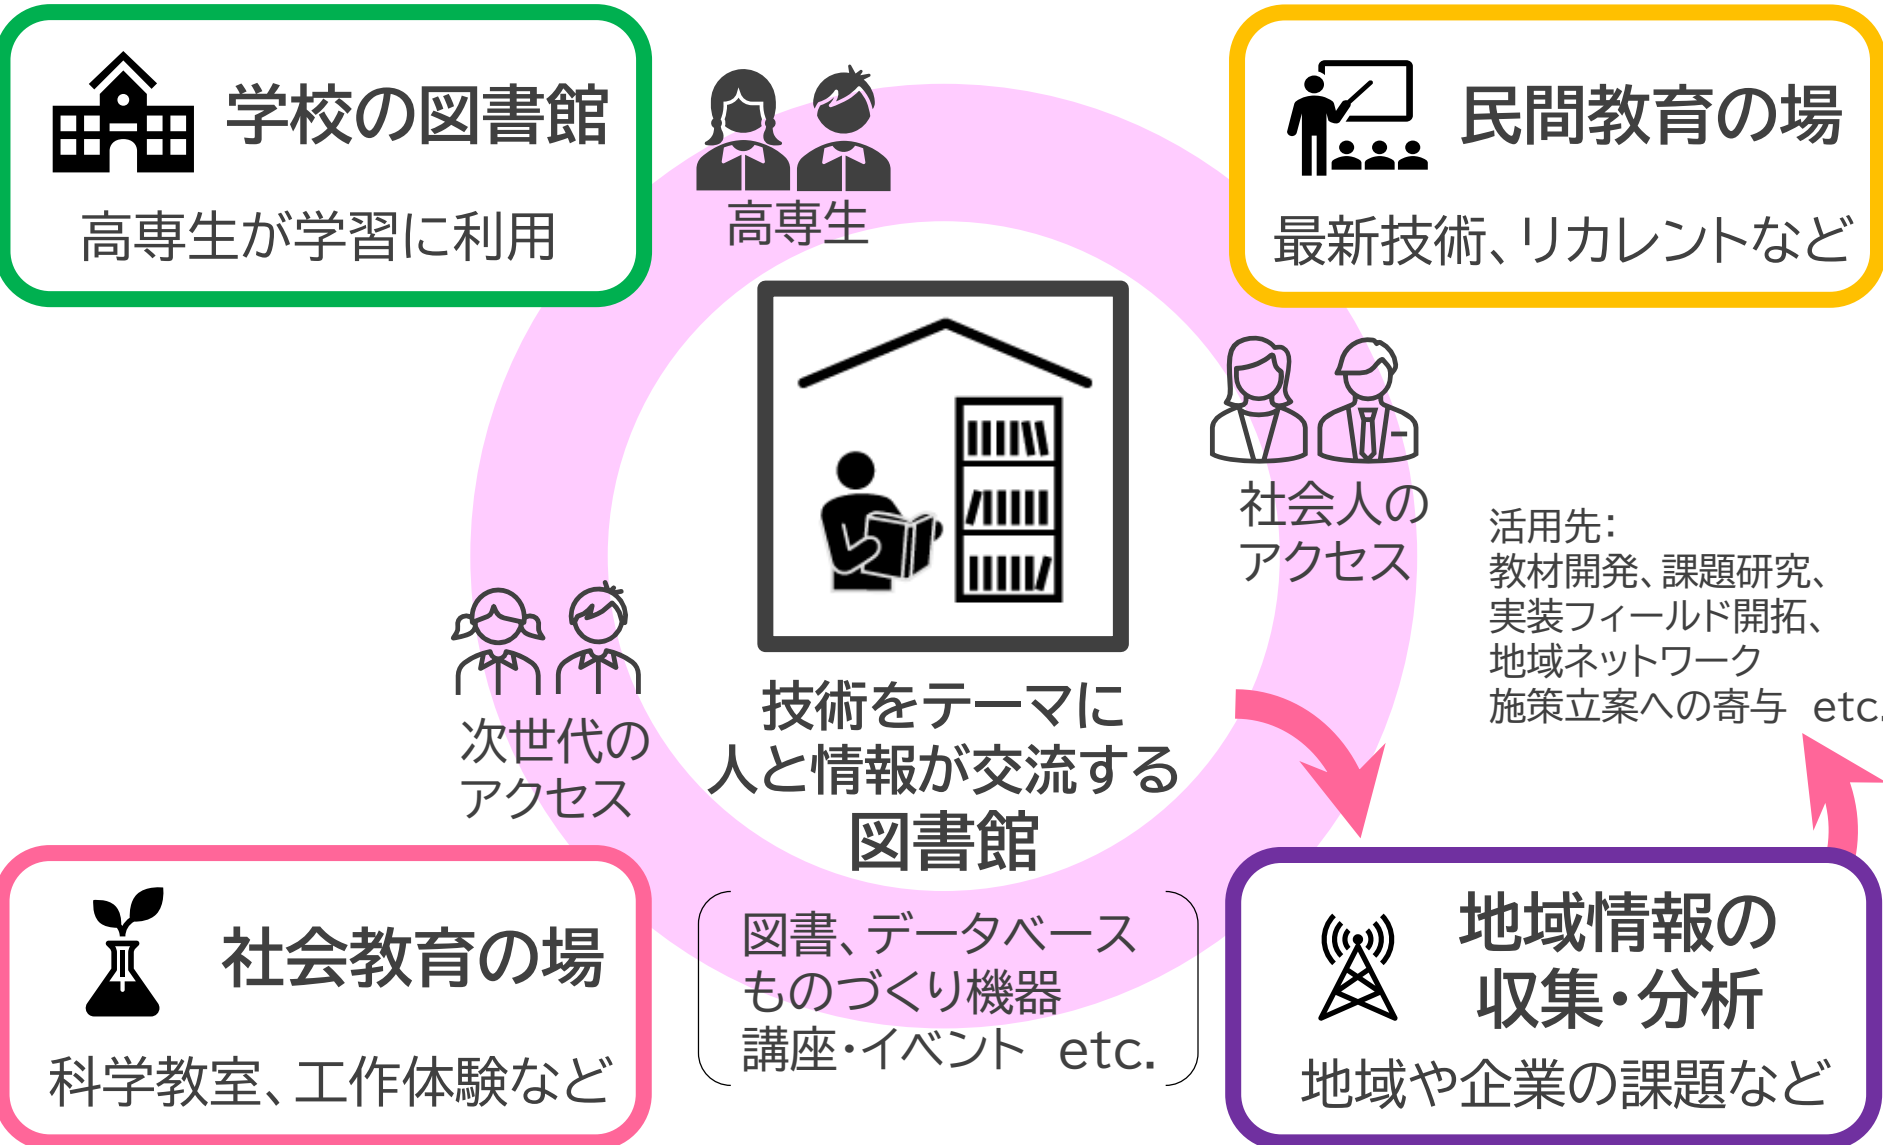 学校の図書館
高専生が学習に利用
高専生
民間教育の場
最新技術、リカレントなど
社会人の
アクセス
活用先：
教材開発、課題研究、
実装フィールド開拓、
地域ネットワーク
施策立案への寄与　etc.
次世代の
アクセス
技術をテーマに
人と情報が交流する
図書館
図書、データベース
ものづくり機器
講座・イベント　etc.
社会教育の場
科学教室、工作体験など
地域情報の
収集・分析
地域や企業の課題など